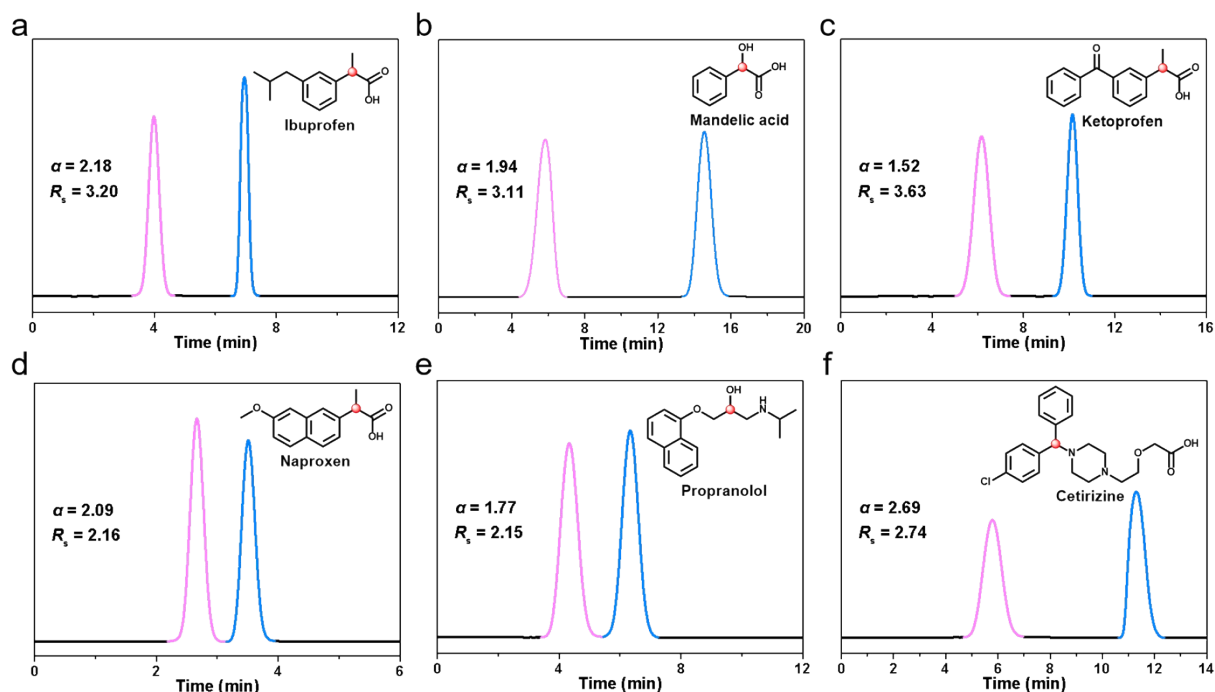 a
O
OH
Ibuprofen
α = 2.18
Rs = 3.20
0 4 8 12
Time (min)
b
OH
OH
O
Mandelic acid
α = 1.94
Rs = 3.11
0 4 8 12 16 20
Time (min)
c
O
O
OH
Ketoprofen
α = 1.52
Rs = 3.63
0 4 8 12 16
Time (min)
d
O
O
OH
Naproxen
α = 2.09
Rs = 2.16
0 2 4 6
Time (min)
e
OH
O
H
N
Propranolol
α = 1.77
Rs = 2.15
0 4 8 12
Time (min)
f
N
N
O
OH
O
Cl
Cetirizine
α = 2.69
Rs = 2.74
0 2 4 6 8 10 12 14
Time (min)